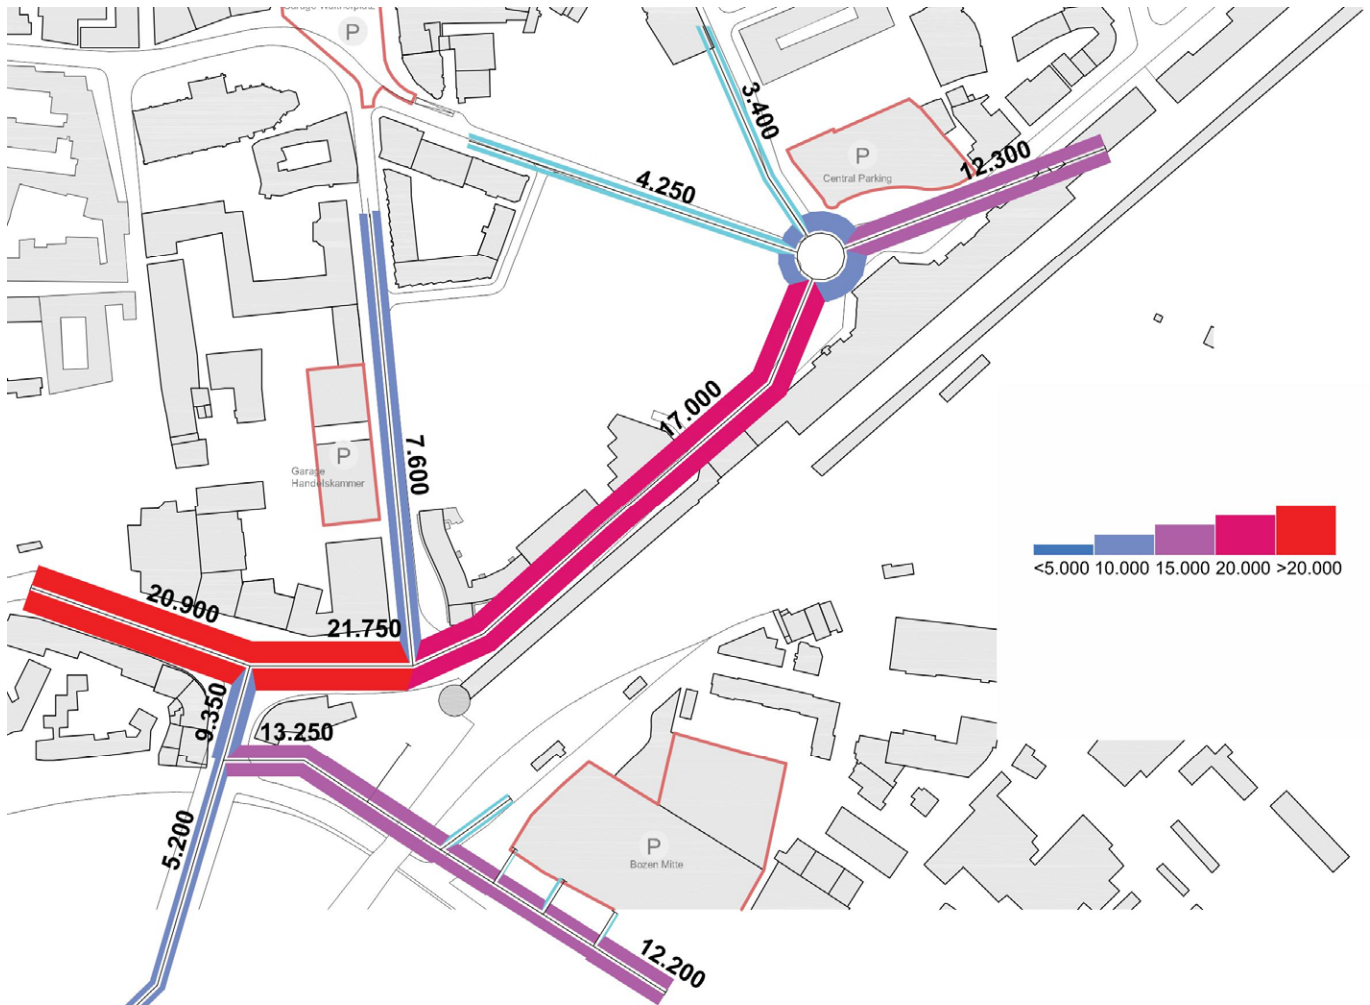 Garage Waltherplatz
P
3.400
P
Central Parking
12.300
4.250
17.000
7.600
P
Garage
Handelskammer
<5.000 10.000 15.000 20.000 >20.000
20.900
21.750
9.350
13.250
5.200
P
Bozen Mitte
12.200